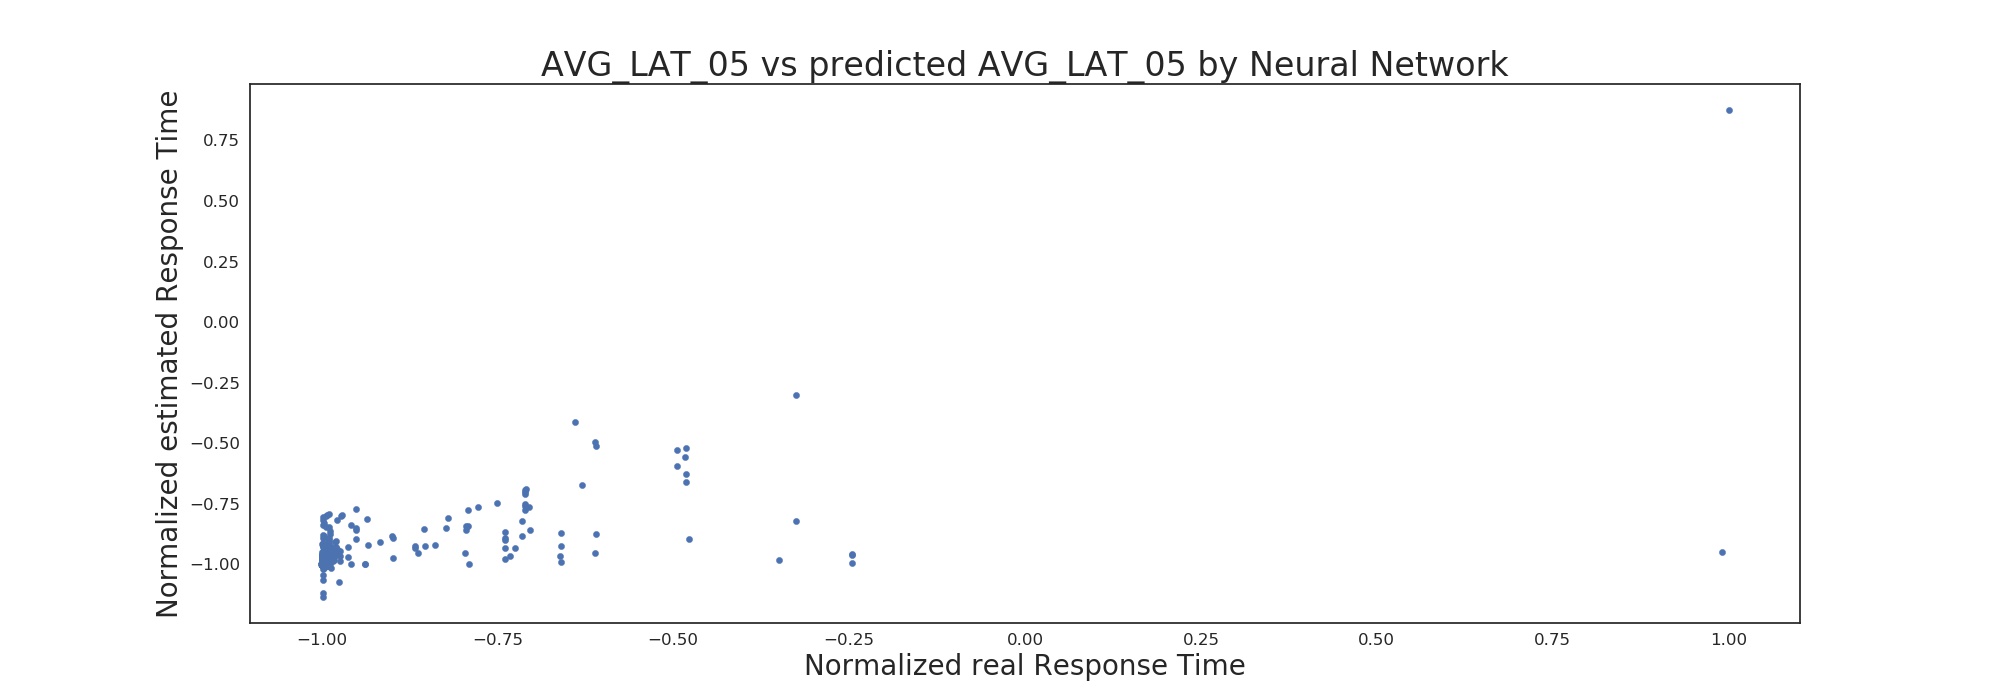 AVG_LAT_05 vs predicted AVG_LAT_05 by Neural Network
Normalized estimated Response Time
0.75
0.50
0.25
0.00
−0.25
−0.50
−0.75
−1.00
−1.00 −0.75 −0.50 −0.25 0.00 0.25 0.50 0.75 1.00
Normalized real Response Time